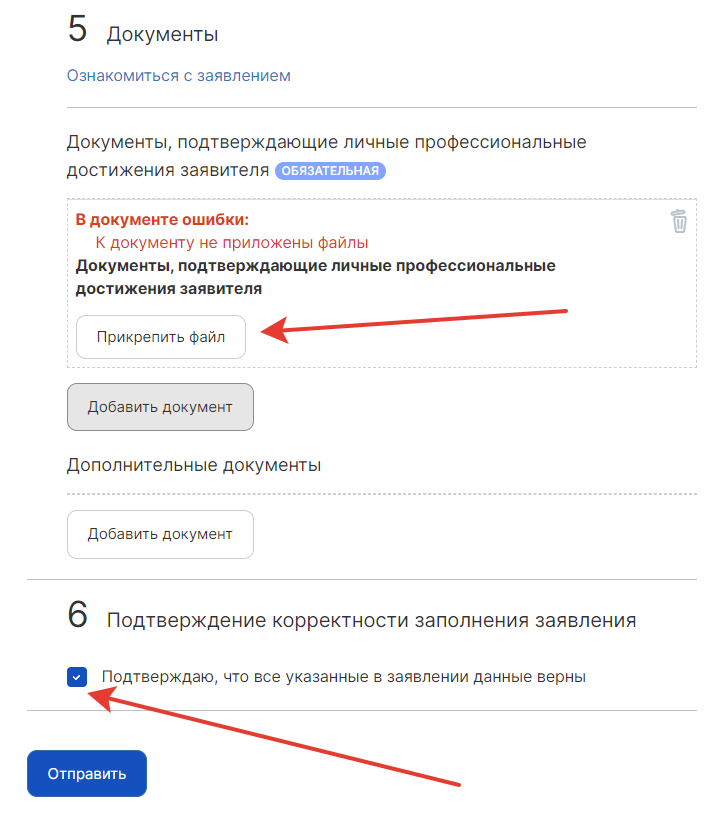 5 Документы
Ознакомиться с заявлением
Документы, подтверждающие личные профессиональные
достижения заявителя ОБЯЗАТЕЛЬНАЯ
В документе ошибки:
К документу не приложены файлы
Документы, подтверждающие личные профессиональные
достижения заявителя
Прикрепить файл
Добавить документ
Дополнительные документы
Добавить документ
6 Подтверждение корректности заполнения заявления
Подтверждаю, что все указанные в заявлении данные верны
Отправить